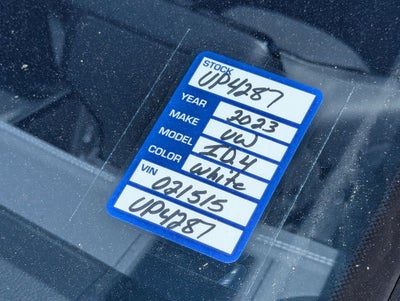 STOCK UP4287
YEAR 2023
MAKE VW
MODEL ID.4
COLOR White
VIN 021515
UP4287